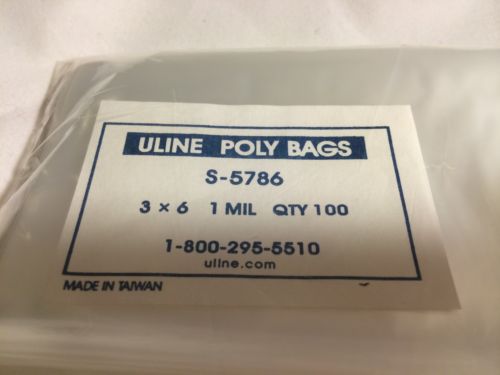 ULINE POLY BAGS
S-5786
3 × 6 1 MIL QTY 100
1-800-295-5510
uline.com
MADE IN TAIWAN